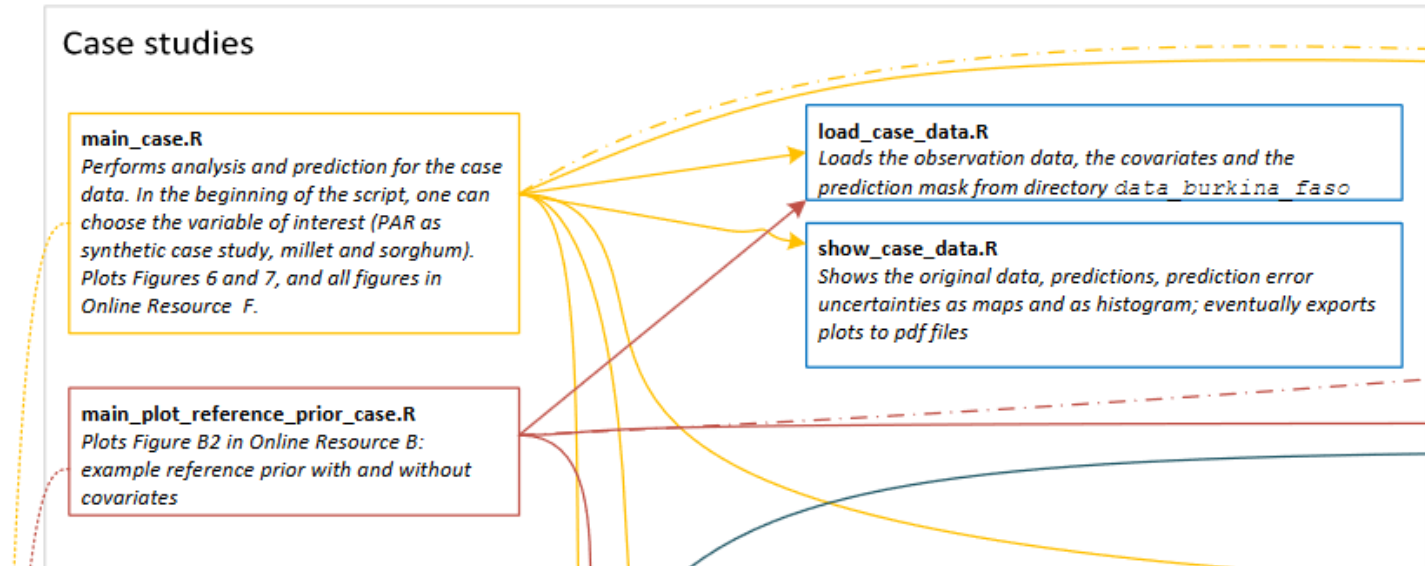 Case studies
main_case.R
Performs analysis and prediction for the case
data. In the beginning of the script, one can
choose the variable of interest (PAR as
synthetic case study, millet and sorghum).
Plots Figures 6 and 7, and all figures in
Online Resource F.
load_case_data.R
Loads the observation data, the covariates and the
prediction mask from directory data_burkina_faso
show_case_data.R
Shows the original data, predictions, prediction error
uncertainties as maps and as histogram; eventually exports
plots to pdf files
main_plot_reference_prior_case.R
Plots Figure B2 in Online Resource B:
example reference prior with and without
covariates